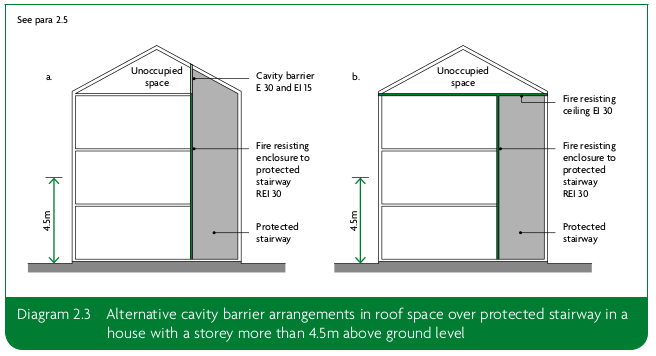 See para 2.5
a.
Unoccupied
space
Cavity barrier
E 30 and EI 15
Fire resisting
enclosure to
protected
stairway
REI 30
4.5m
Protected
stairway
b.
Unoccupied
space
Fire resisting
ceiling EI 30
Fire resisting
enclosure to
protected
stairway
REI 30
4.5m
Protected
stairway
Diagram 2.3 Alternative cavity barrier arrangements in roof space over protected stairway in a
house with a storey more than 4.5m above ground level